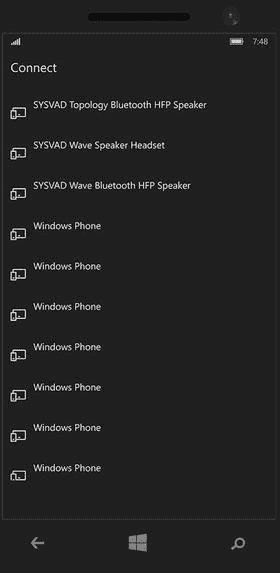 7:48
Connect
SYSVAD Topology Bluetooth HFP Speaker
SYSVAD Wave Speaker Headset
SYSVAD Wave Bluetooth HFP Speaker
Windows Phone
Windows Phone
Windows Phone
Windows Phone
Windows Phone
Windows Phone
Windows Phone